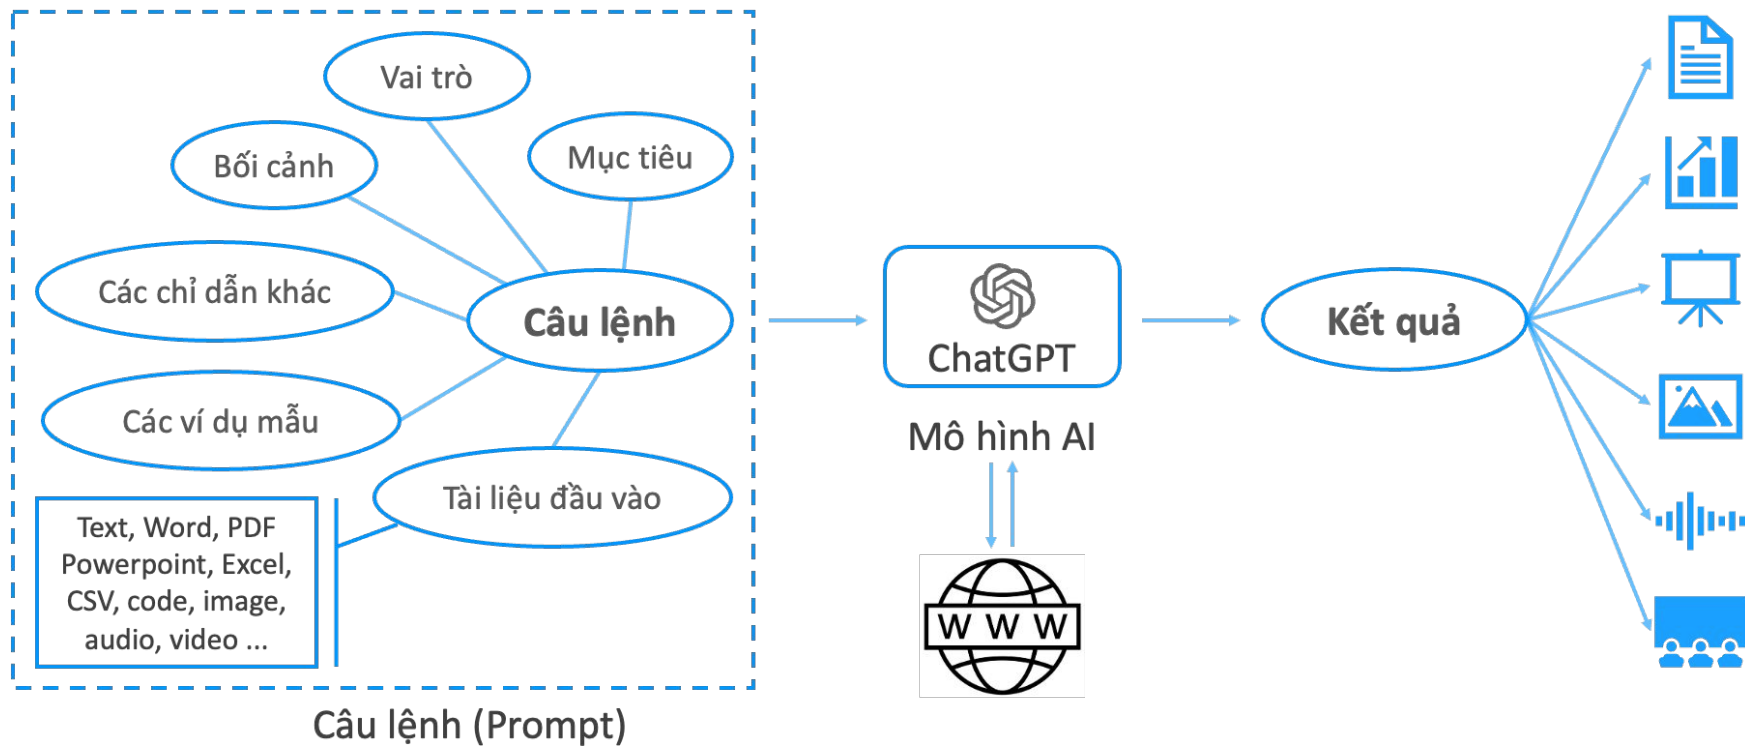 Vai trò
Mục tiêu
Bối cảnh
Các chỉ dẫn khác
Câu lệnh
Các ví dụ mẫu
Tài liệu đầu vào
Text, Word, PDF
Powerpoint, Excel,
CSV, code, image,
audio, video ...
Câu lệnh (Prompt)
ChatGPT
Mô hình AI
WWW
Kết quả